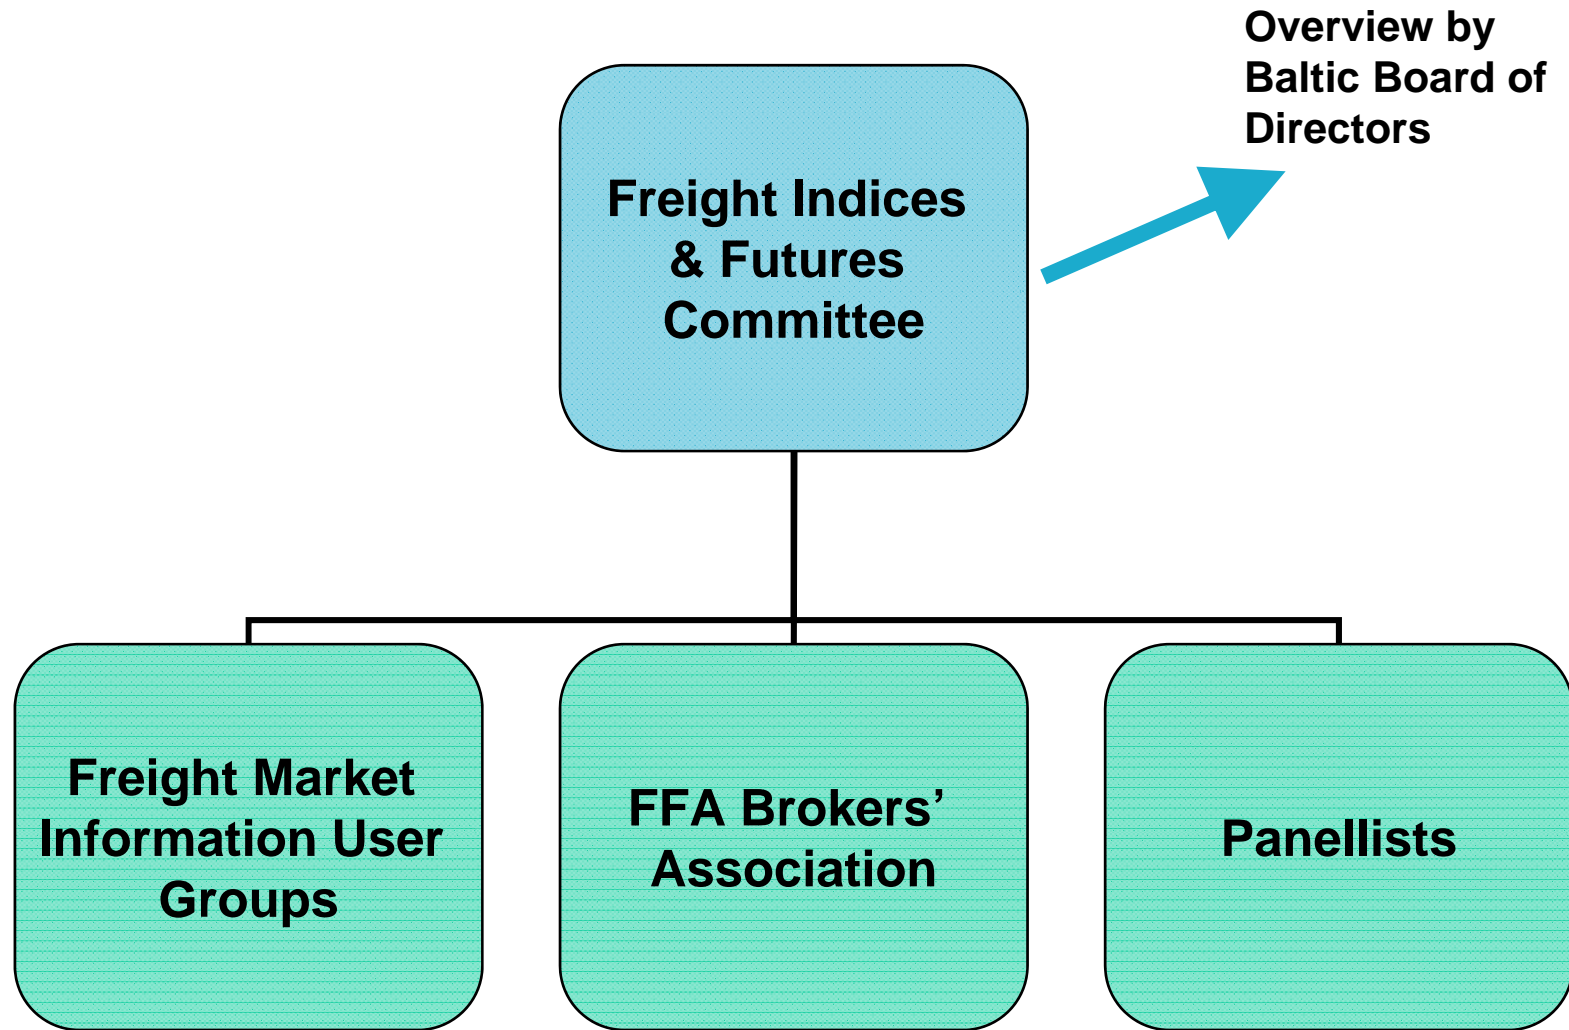 Overview by
Baltic Board of
Directors
Freight Indices
& Futures
Committee
Freight Market
Information User
Groups
FFA Brokers’
Association
Panellists